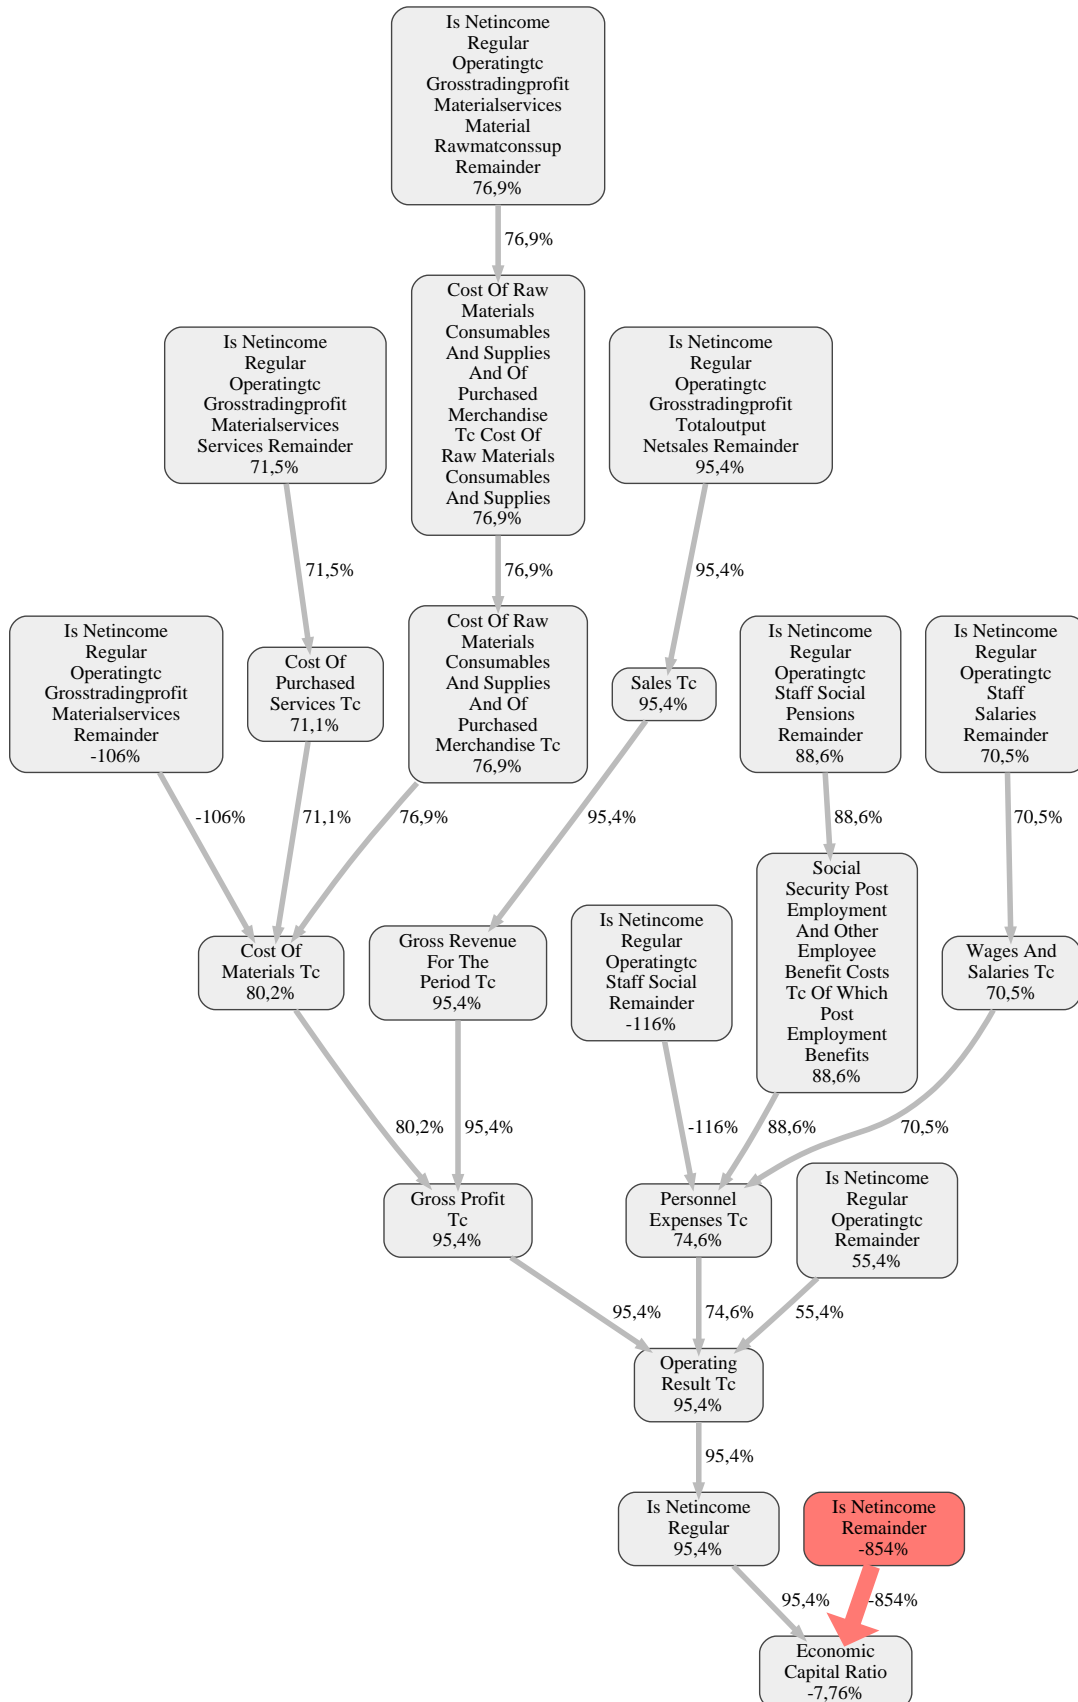 Is Netincome
Regular
Operatingtc
Grosstradingprofit
Materialservices
Material
Rawmatconssup
Remainder
76,9%
76,9%
Cost Of Raw
Materials
Consumables
And Supplies
And Of
Purchased
Merchandise
Tc Cost Of
Raw Materials
Consumables
And Supplies
76,9%
Is Netincome
Regular
Operatingtc
Grosstradingprofit
Materialservices
Services Remainder
71,5%
Is Netincome
Regular
Operatingtc
Grosstradingprofit
Totaloutput
Netsales Remainder
95,4%
71,5%
76,9%
95,4%
Is Netincome
Regular
Operatingtc
Grosstradingprofit
Materialservices
Remainder
-106%
Cost Of
Purchased
Services Tc
71,1%
Cost Of Raw
Materials
Consumables
And Supplies
And Of
Purchased
Merchandise Tc
76,9%
Sales Tc
95,4%
Is Netincome
Regular
Operatingtc
Staff Social
Pensions
Remainder
88,6%
Is Netincome
Regular
Operatingtc
Staff
Salaries
Remainder
70,5%
-106%
71,1%
76,9%
95,4%
88,6%
70,5%
Cost Of
Materials Tc
80,2%
Gross Revenue
For The
Period Tc
95,4%
Is Netincome
Regular
Operatingtc
Staff Social
Remainder
-116%
Social
Security Post
Employment
And Other
Employee
Benefit Costs
Tc Of Which
Post
Employment
Benefits
88,6%
Wages And
Salaries Tc
70,5%
80,2%
95,4%
-116%
88,6%
70,5%
Gross Profit
Tc
95,4%
Personnel
Expenses Tc
74,6%
Is Netincome
Regular
Operatingtc
Remainder
55,4%
95,4%
74,6%
55,4%
Operating
Result Tc
95,4%
95,4%
Is Netincome
Regular
95,4%
Is Netincome
Remainder
-854%
95,4%
-854%
Economic
Capital Ratio
-7,76%